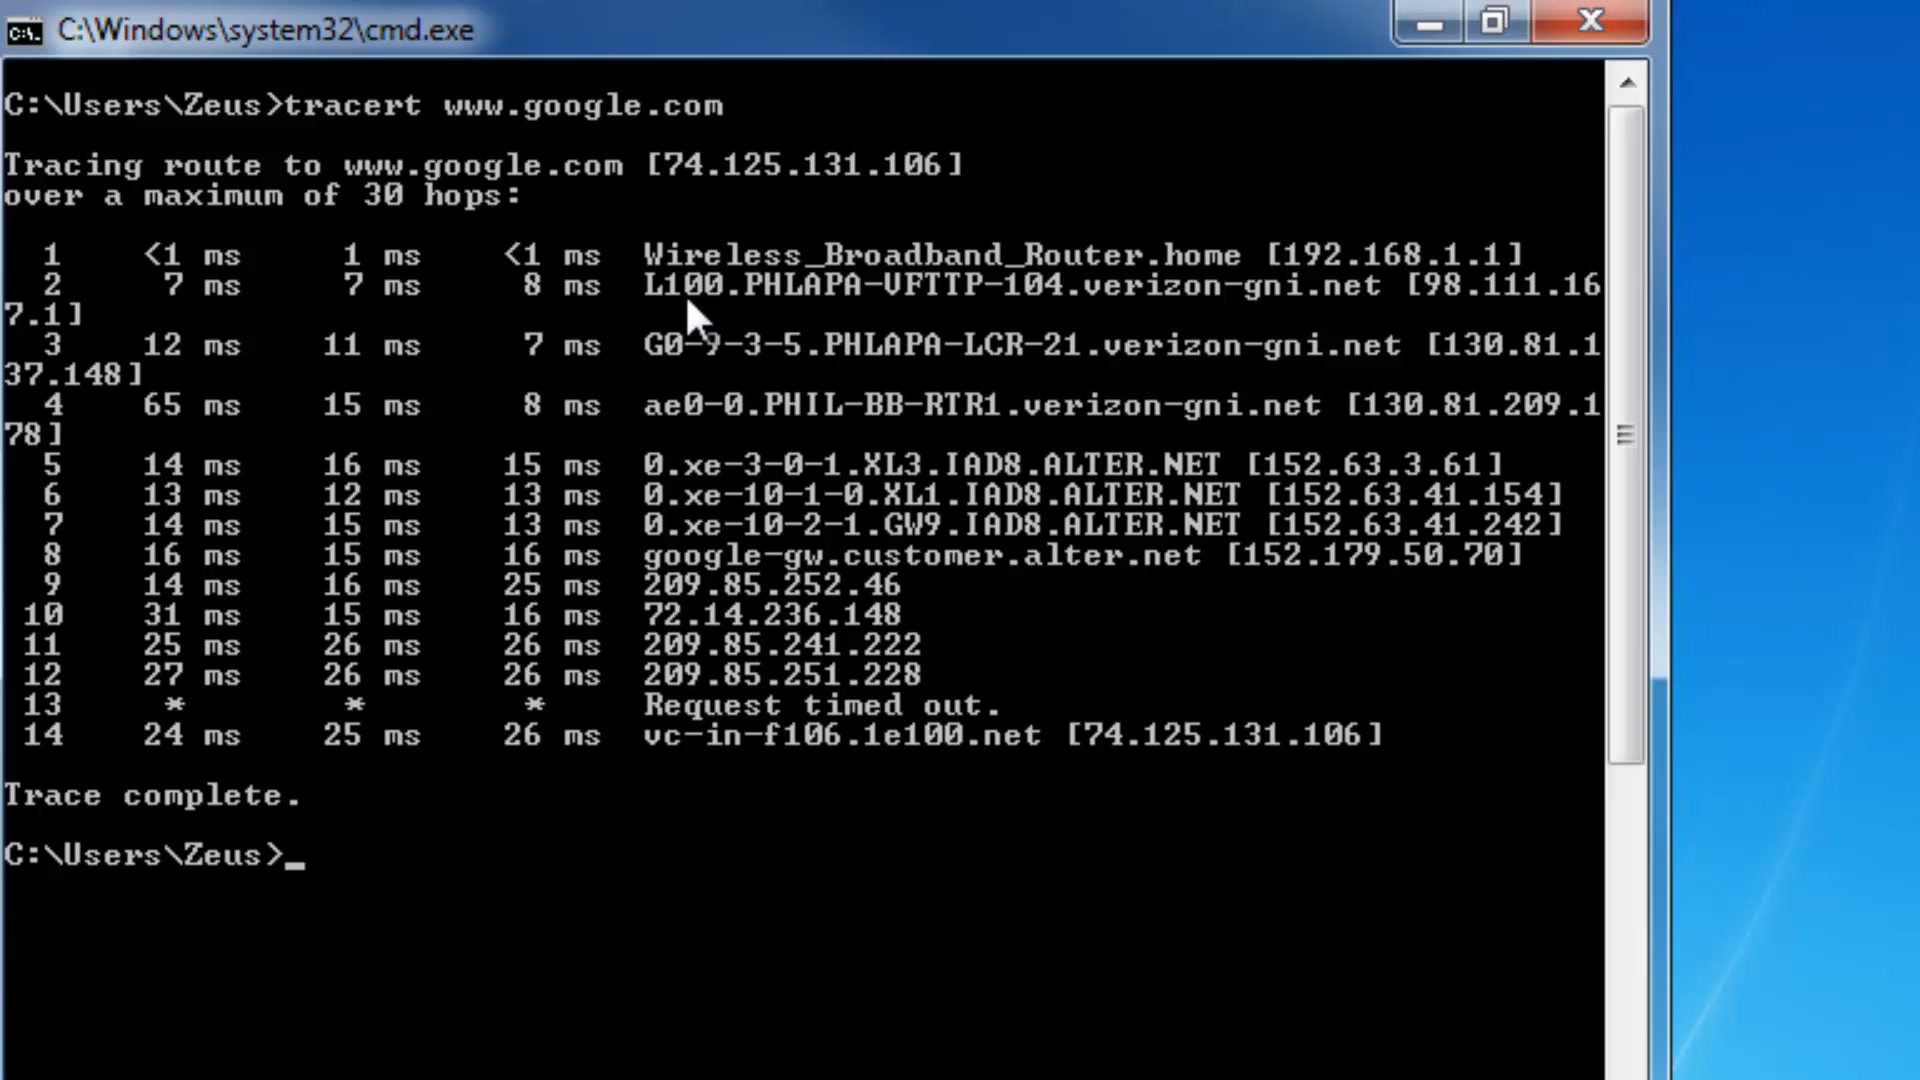 C:\Windows\system32\cmd.exe
C:\Users\Zeus>tracert www.google.com
Tracing route to www.google.com [74.125.131.106]
over a maximum of 30 hops:
1 <1 ms 1 ms <1 ms Wireless_Broadband_Router.home [192.168.1.1]
2 7 ms 7 ms 8 ms L100.PHLAPA-VFTTP-104.verizon-gni.net [98.111.16
7.1]
3 12 ms 11 ms 7 ms G0-9-3-5.PHLAPA-LCR-21.verizon-gni.net [130.81.1
37.148]
4 65 ms 15 ms 8 ms ae0-0.PHIL-BB-RTR1.verizon-gni.net [130.81.209.1
78]
5 14 ms 16 ms 15 ms 0.xe-3-0-1.XL3.IAD8.ALTER.NET [152.63.3.61]
6 13 ms 12 ms 13 ms 0.xe-10-1-0.XL1.IAD8.ALTER.NET [152.63.41.154]
7 14 ms 15 ms 13 ms 0.xe-10-2-1.GW9.IAD8.ALTER.NET [152.63.41.242]
8 16 ms 15 ms 16 ms google-gw.customer.alter.net [152.179.50.70]
9 14 ms 16 ms 25 ms 209.85.252.46
10 31 ms 15 ms 16 ms 72.14.236.148
11 25 ms 26 ms 26 ms 209.85.241.222
12 27 ms 26 ms 26 ms 209.85.251.228
13 * * * Request timed out.
14 24 ms 25 ms 26 ms vc-in-f106.1e100.net [74.125.131.106]
Trace complete.
C:\Users\Zeus>_